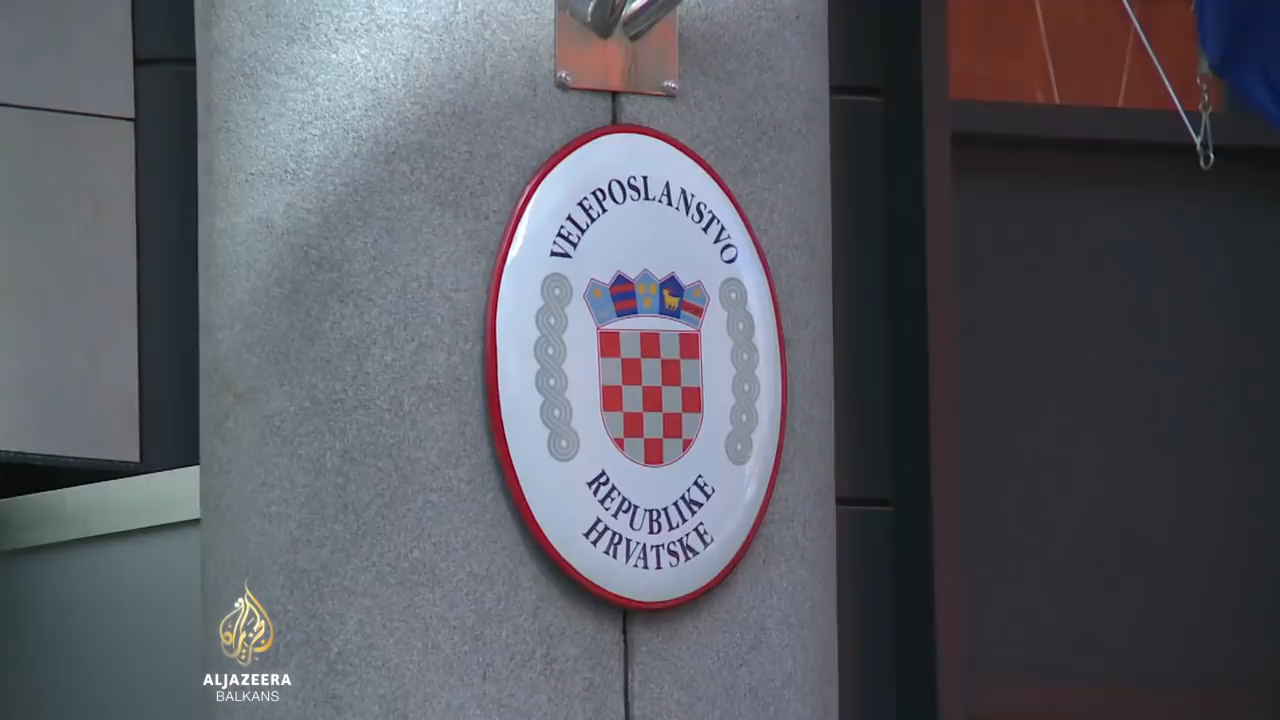 VELEPOSLANSTVO
REPUBLIKE
HRVATSKE
ALJAZEERA
BALKANS